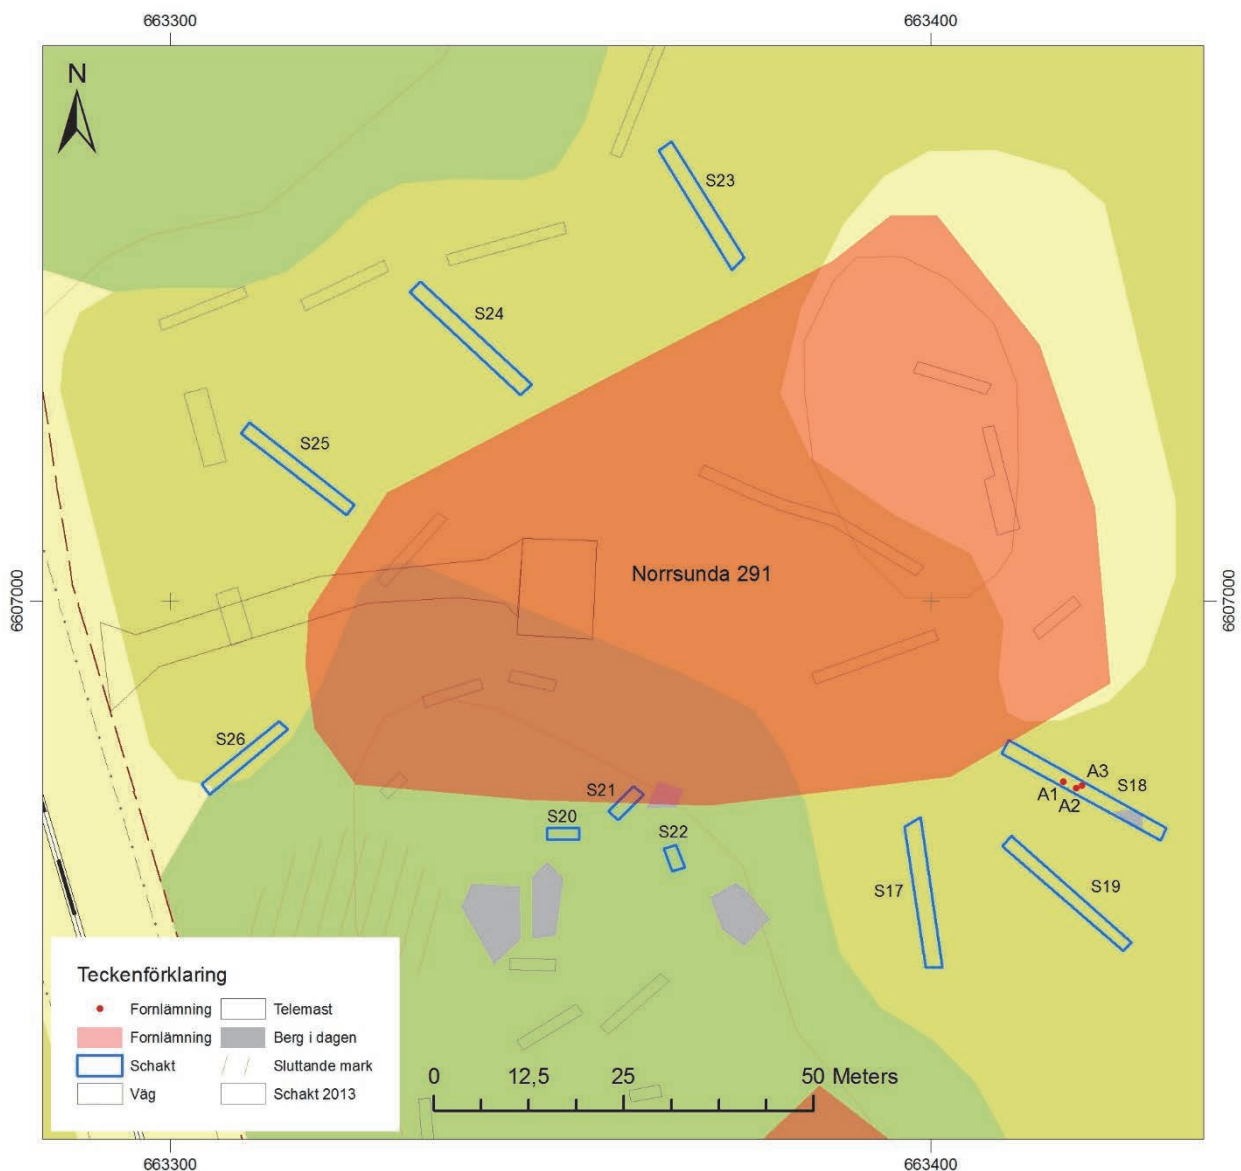 663300 663400
N
S23
S24
S25
Norrsunda 291
6607000 6607000
S26
A3
S18
A1
A2
S21
S20
S22
S17
S19
Teckenförklaring
Fornlämning Telemast
Fornlämning Berg i dagen
Schakt Sluttande mark
Väg Schakt 2013
0 12,5 25 50 Meters
663300 663400